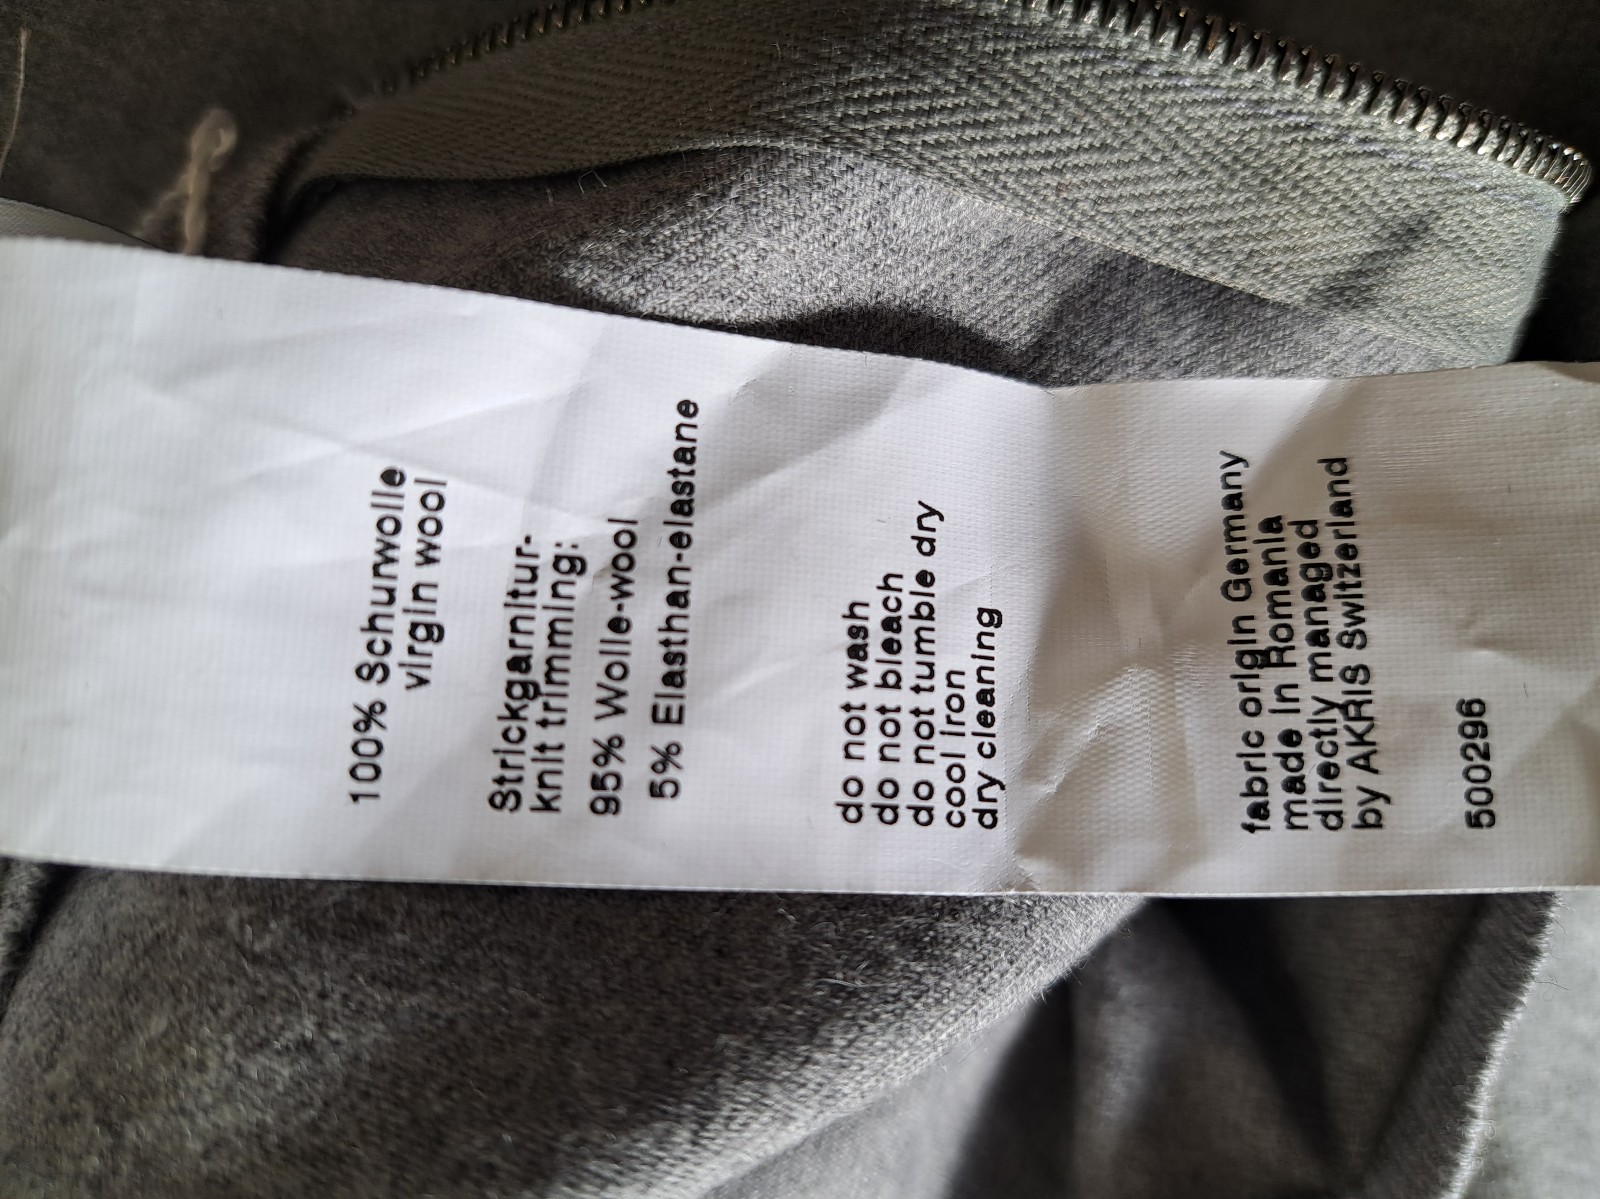 100% Schurwolle
virgin wool
Strickgarnitur-
knit trimming:
95% Wolle-wool
5% Elasthan-elastane
do not wash
do not bleach
do not tumble dry
cool iron
dry cleaning
fabric origin Germany
made in Romania
directly managed
by AKRIS Switzerland
500296